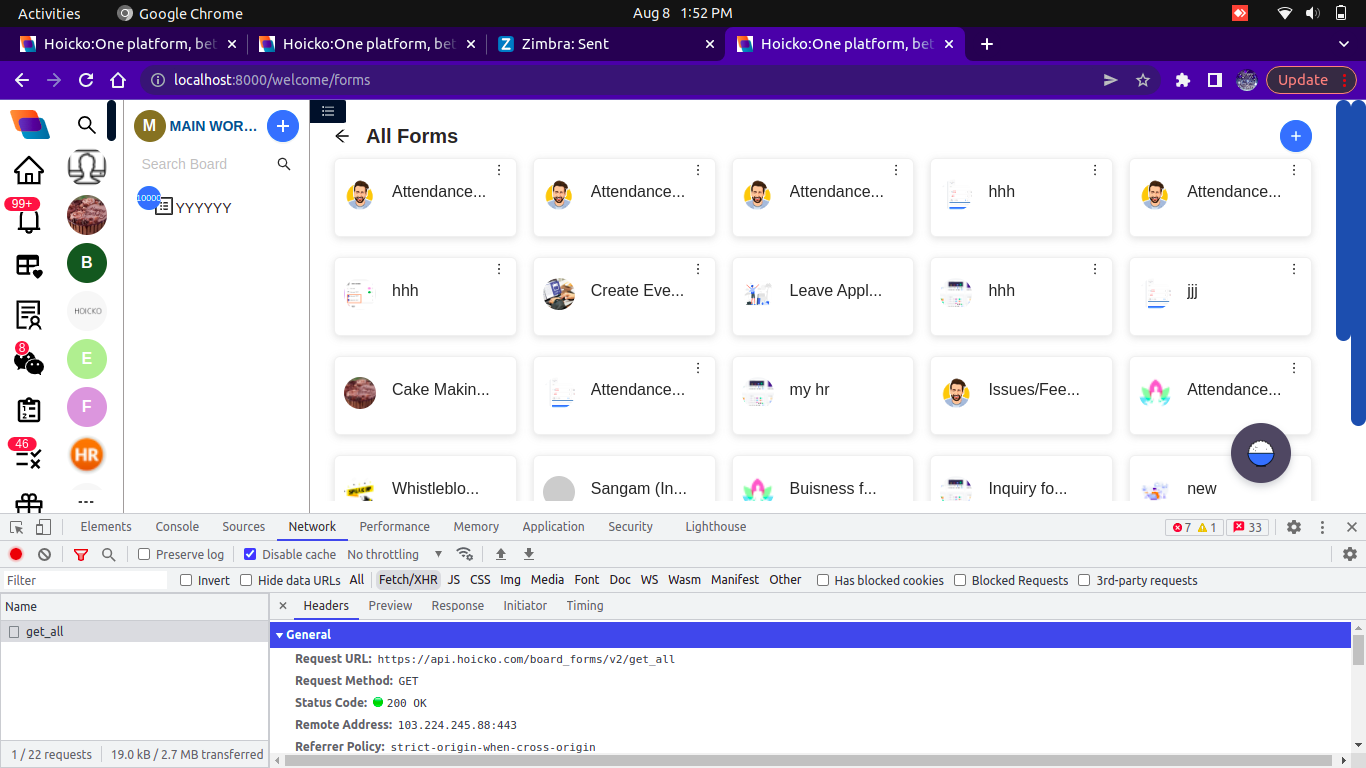 Activities Google Chrome Aug 8 1:52 PM
Hoicko:One platform, bet Hoicko:One platform, bet Zimbra: Sent Hoicko:One platform, bet
localhost:8000/welcome/forms Update
M MAIN WOR...
All Forms
Search Board
Attendance... Attendance... Attendance... hhh Attendance...
99+
10000 YYYYYY
B
hhh Create Eve... Leave Appl... hhh jjj
HOICKO
8
E
Cake Makin... Attendance... my hr Issues/Fee... Attendance...
F
46
HR
Whistleblo... Sangam (In... Buisness f... Inquiry fo... new
Elements Console Sources Network Performance Memory Application Security Lighthouse 7 1 33
Preserve log Disable cache No throttling
Filter Invert Hide data URLs All Fetch/XHR JS CSS Img Media Font Doc WS Wasm Manifest Other Has blocked cookies Blocked Requests 3rd-party requests
Name Headers Preview Response Initiator Timing
get_all General
Request URL: https://api.hoicko.com/board_forms/v2/get_all
Request Method: GET
Status Code: 200 OK
Remote Address: 103.224.245.88:443
Referrer Policy: strict-origin-when-cross-origin
1 / 22 requests 19.0 kB / 2.7 MB transferred